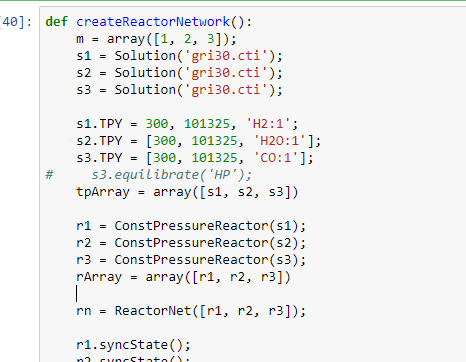 [40]: def createReactorNetwork():
    m = array([1, 2, 3]);
    s1 = Solution('gri30.cti');
    s2 = Solution('gri30.cti');
    s3 = Solution('gri30.cti');

    s1.TPY = 300, 101325, 'H2:1';
    s2.TPY = [300, 101325, 'H2O:1'];
    s3.TPY = [300, 101325, 'CO:1'];
#     s3.equilibrate('HP');
    tpArray = array([s1, s2, s3])

    r1 = ConstPressureReactor(s1);
    r2 = ConstPressureReactor(s2);
    r3 = ConstPressureReactor(s3);
    rArray = array([r1, r2, r3])

    rn = ReactorNet([r1, r2, r3]);

    r1.syncState();
    r2.syncState();